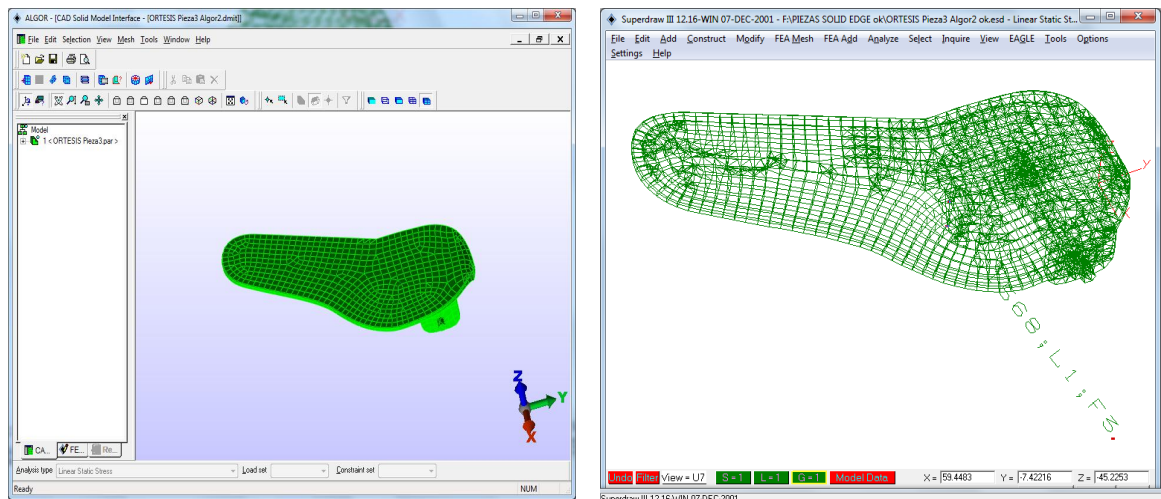 ALGOR - [CAD Solid Model Interface - [ORTESIS Pieza3 Algor2.dmit]]
File Edit Selection View Mesh Tools Window Help
Model
1 < ORTESIS Pieza3.par >
Z
Y
X
CA... FE... Re...
Analysis type Linear Static Stress Load set Constraint set
Ready NUM
Superdraw III 12.16-WIN 07-DEC-2001 - F:\PIEZAS SOLID EDGE ok\ORTESIS Pieza3 Algor2 ok.esd - Linear Static St...
File Edit Add Construct Modify FEA Mesh FEA Add Analyze Select Inquire View EAGLE Tools Options
Settings Help
Y
X
68,L1,F3
Undo Filter View = U7 S = 1 L = 1 G = 1 Model Data X = 59.4483 Y = -7.42216 Z = -45.2253
Superdraw III 12.16-WIN 07-DEC-2001